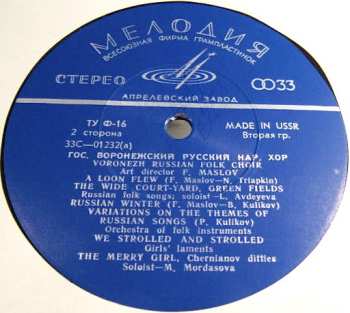 МЕЛОДИЯ
ВСЕСОЮЗНАЯ ФИРМА ГРАМПЛАСТИНОК
СТЕРЕО
33
АПРЕЛЕВСКИЙ ЗАВОД
ТУ Ф-16
MADE IN USSR
2 сторона
Вторая гр.
33С—01232(а)
ГОС. ВОРОНЕЖСКИЙ РУССКИЙ НАР. ХОР
VORONEZH RUSSIAN FOLK CHOIR
Art director F. MASLOV
A LOON FLEW (F. Maslov—N. Triapkin)
THE WIDE COURT-YARD, GREEN FIELDS
Russian folk songs; soloist—L. Avdeyeva
RUSSIAN WINTER (F. Maslov—B. Kulikov)
VARIATIONS ON THE THEMES OF
RUSSIAN SONGS (P. Kulikov)
Orchestra of folk instruments
WE STROLLED AND STROLLED
Girls' laments
THE MERRY GIRL, Chernianov ditties
Soloist—M. Mordasova